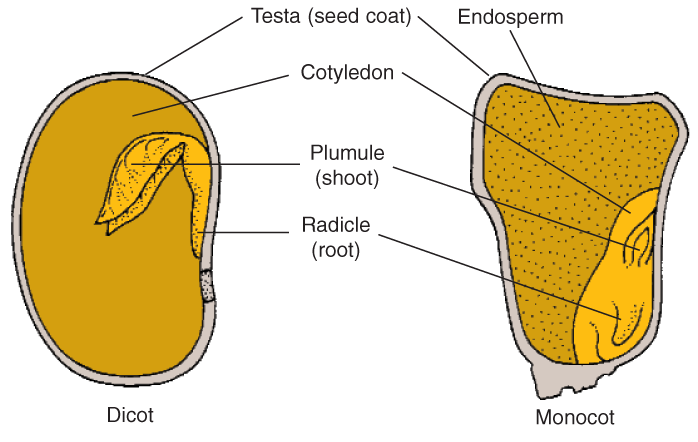 Testa (seed coat)
Endosperm
Cotyledon
Plumule
(shoot)
Radicle
(root)
Dicot
Monocot